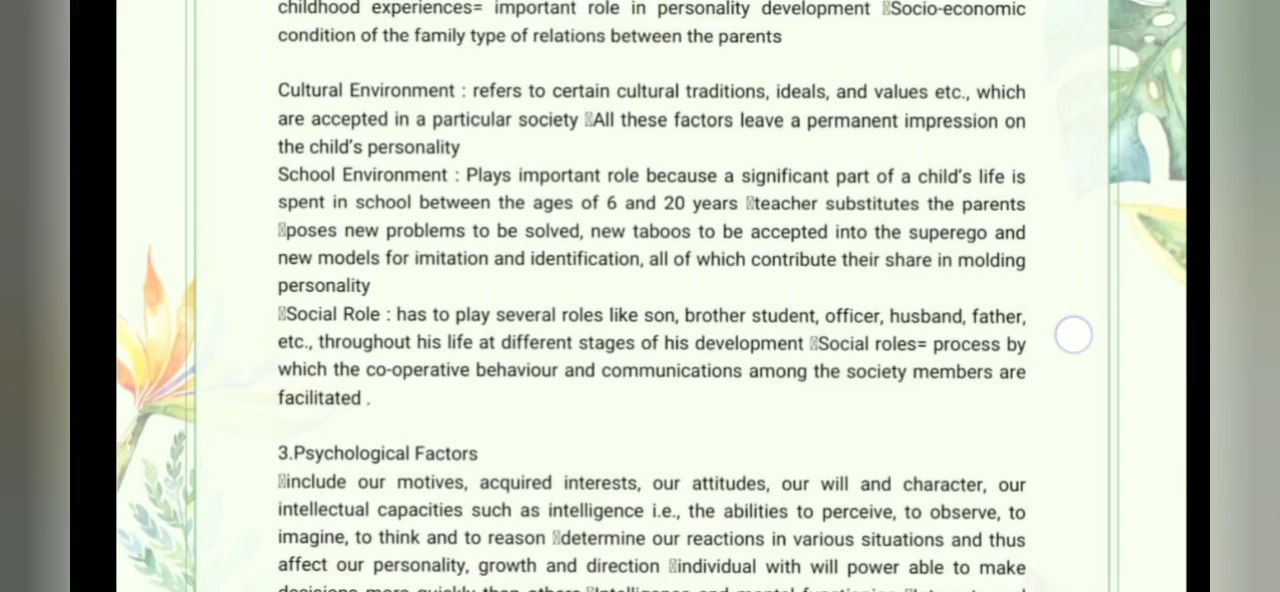 childhood experiences= important role in personality development Socio-economic
condition of the family type of relations between the parents
Cultural Environment : refers to certain cultural traditions, ideals, and values etc., which
are accepted in a particular society All these factors leave a permanent impression on
the child's personality
School Environment : Plays important role because a significant part of a child's life is
spent in school between the ages of 6 and 20 years teacher substitutes the parents
poses new problems to be solved, new taboos to be accepted into the superego and
new models for imitation and identification, all of which contribute their share in molding
personality
Social Role : has to play several roles like son, brother student, officer, husband, father,
etc., throughout his life at different stages of his development Social roles= process by
which the co-operative behaviour and communications among the society members are
facilitated .
3.Psychological Factors
include our motives, acquired interests, our attitudes, our will and character, our
intellectual capacities such as intelligence i.e., the abilities to perceive, to observe, to
imagine, to think and to reason determine our reactions in various situations and thus
affect our personality, growth and direction individual with will power able to make